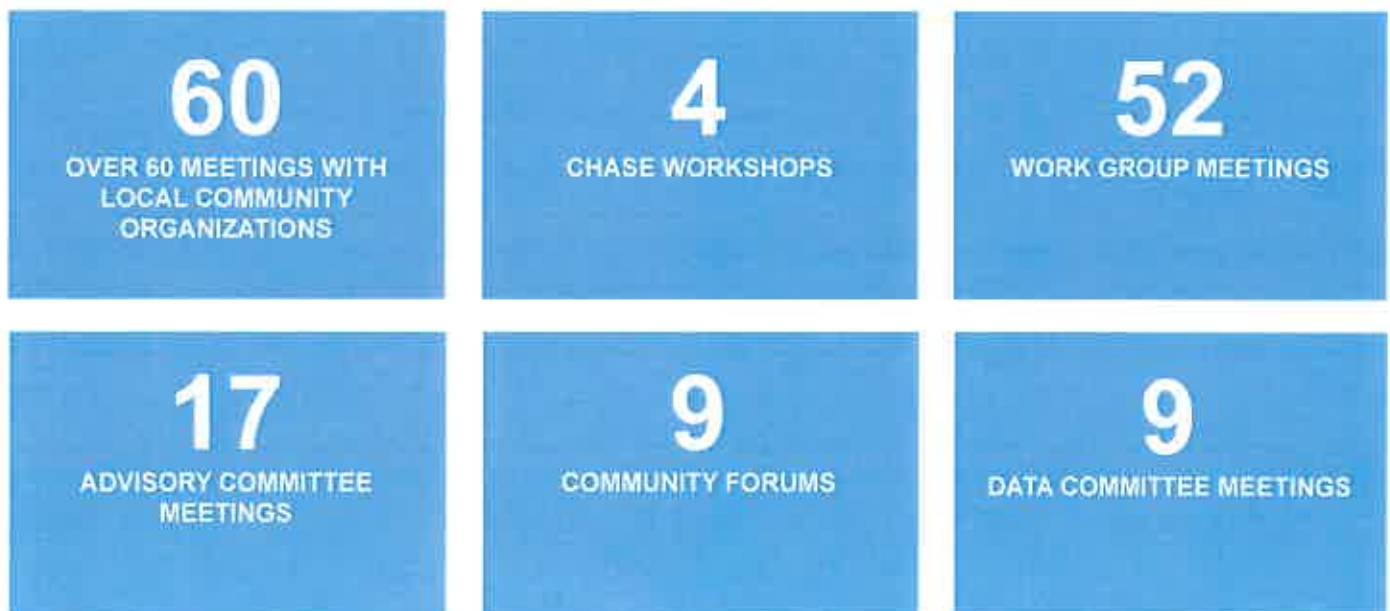 60
OVER 60 MEETINGS WITH
LOCAL COMMUNITY
ORGANIZATIONS
4
CHASE WORKSHOPS
52
WORK GROUP MEETINGS
17
ADVISORY COMMITTEE
MEETINGS
9
COMMUNITY FORUMS
9
DATA COMMITTEE MEETINGS